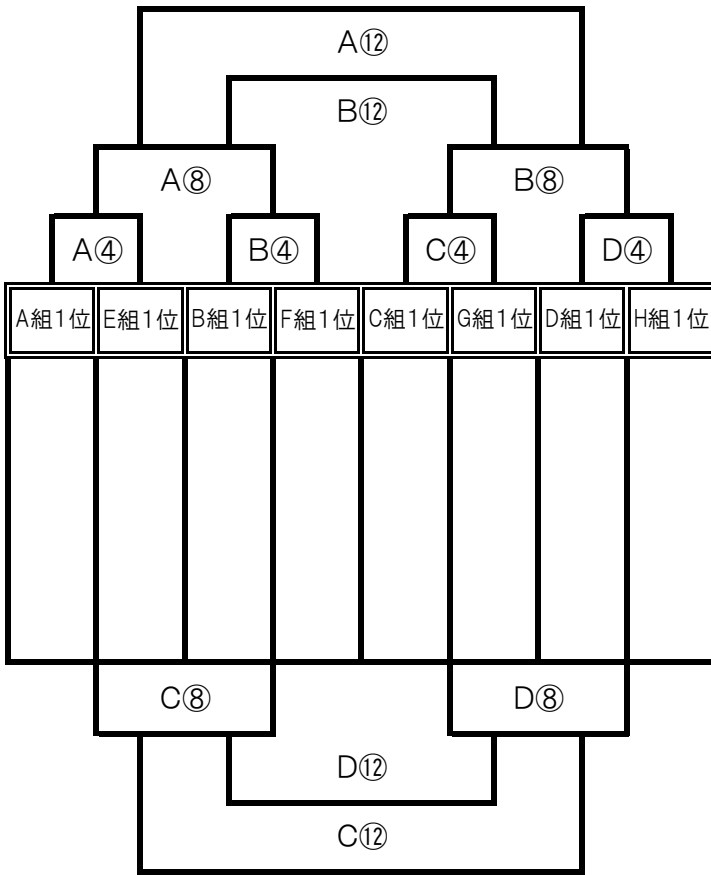 A⑫
B⑫
A⑧ B⑧
A④ B④ C④ D④
A組1位 E組1位 B組1位 F組1位 C組1位 G組1位 D組1位 H組1位
C⑧ D⑧
D⑫
C⑫